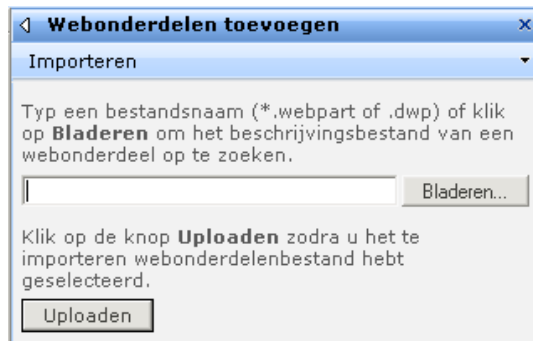 Webonderdelen toevoegen
Importeren
Typ een bestandsnaam (*.webpart of .dwp) of klik
op Bladeren om het beschrijvingsbestand van een
webonderdeel op te zoeken.
Bladeren...
Klik op de knop Uploaden zodra u het te
importeren webonderdelenbestand hebt
geselecteerd.
Uploaden